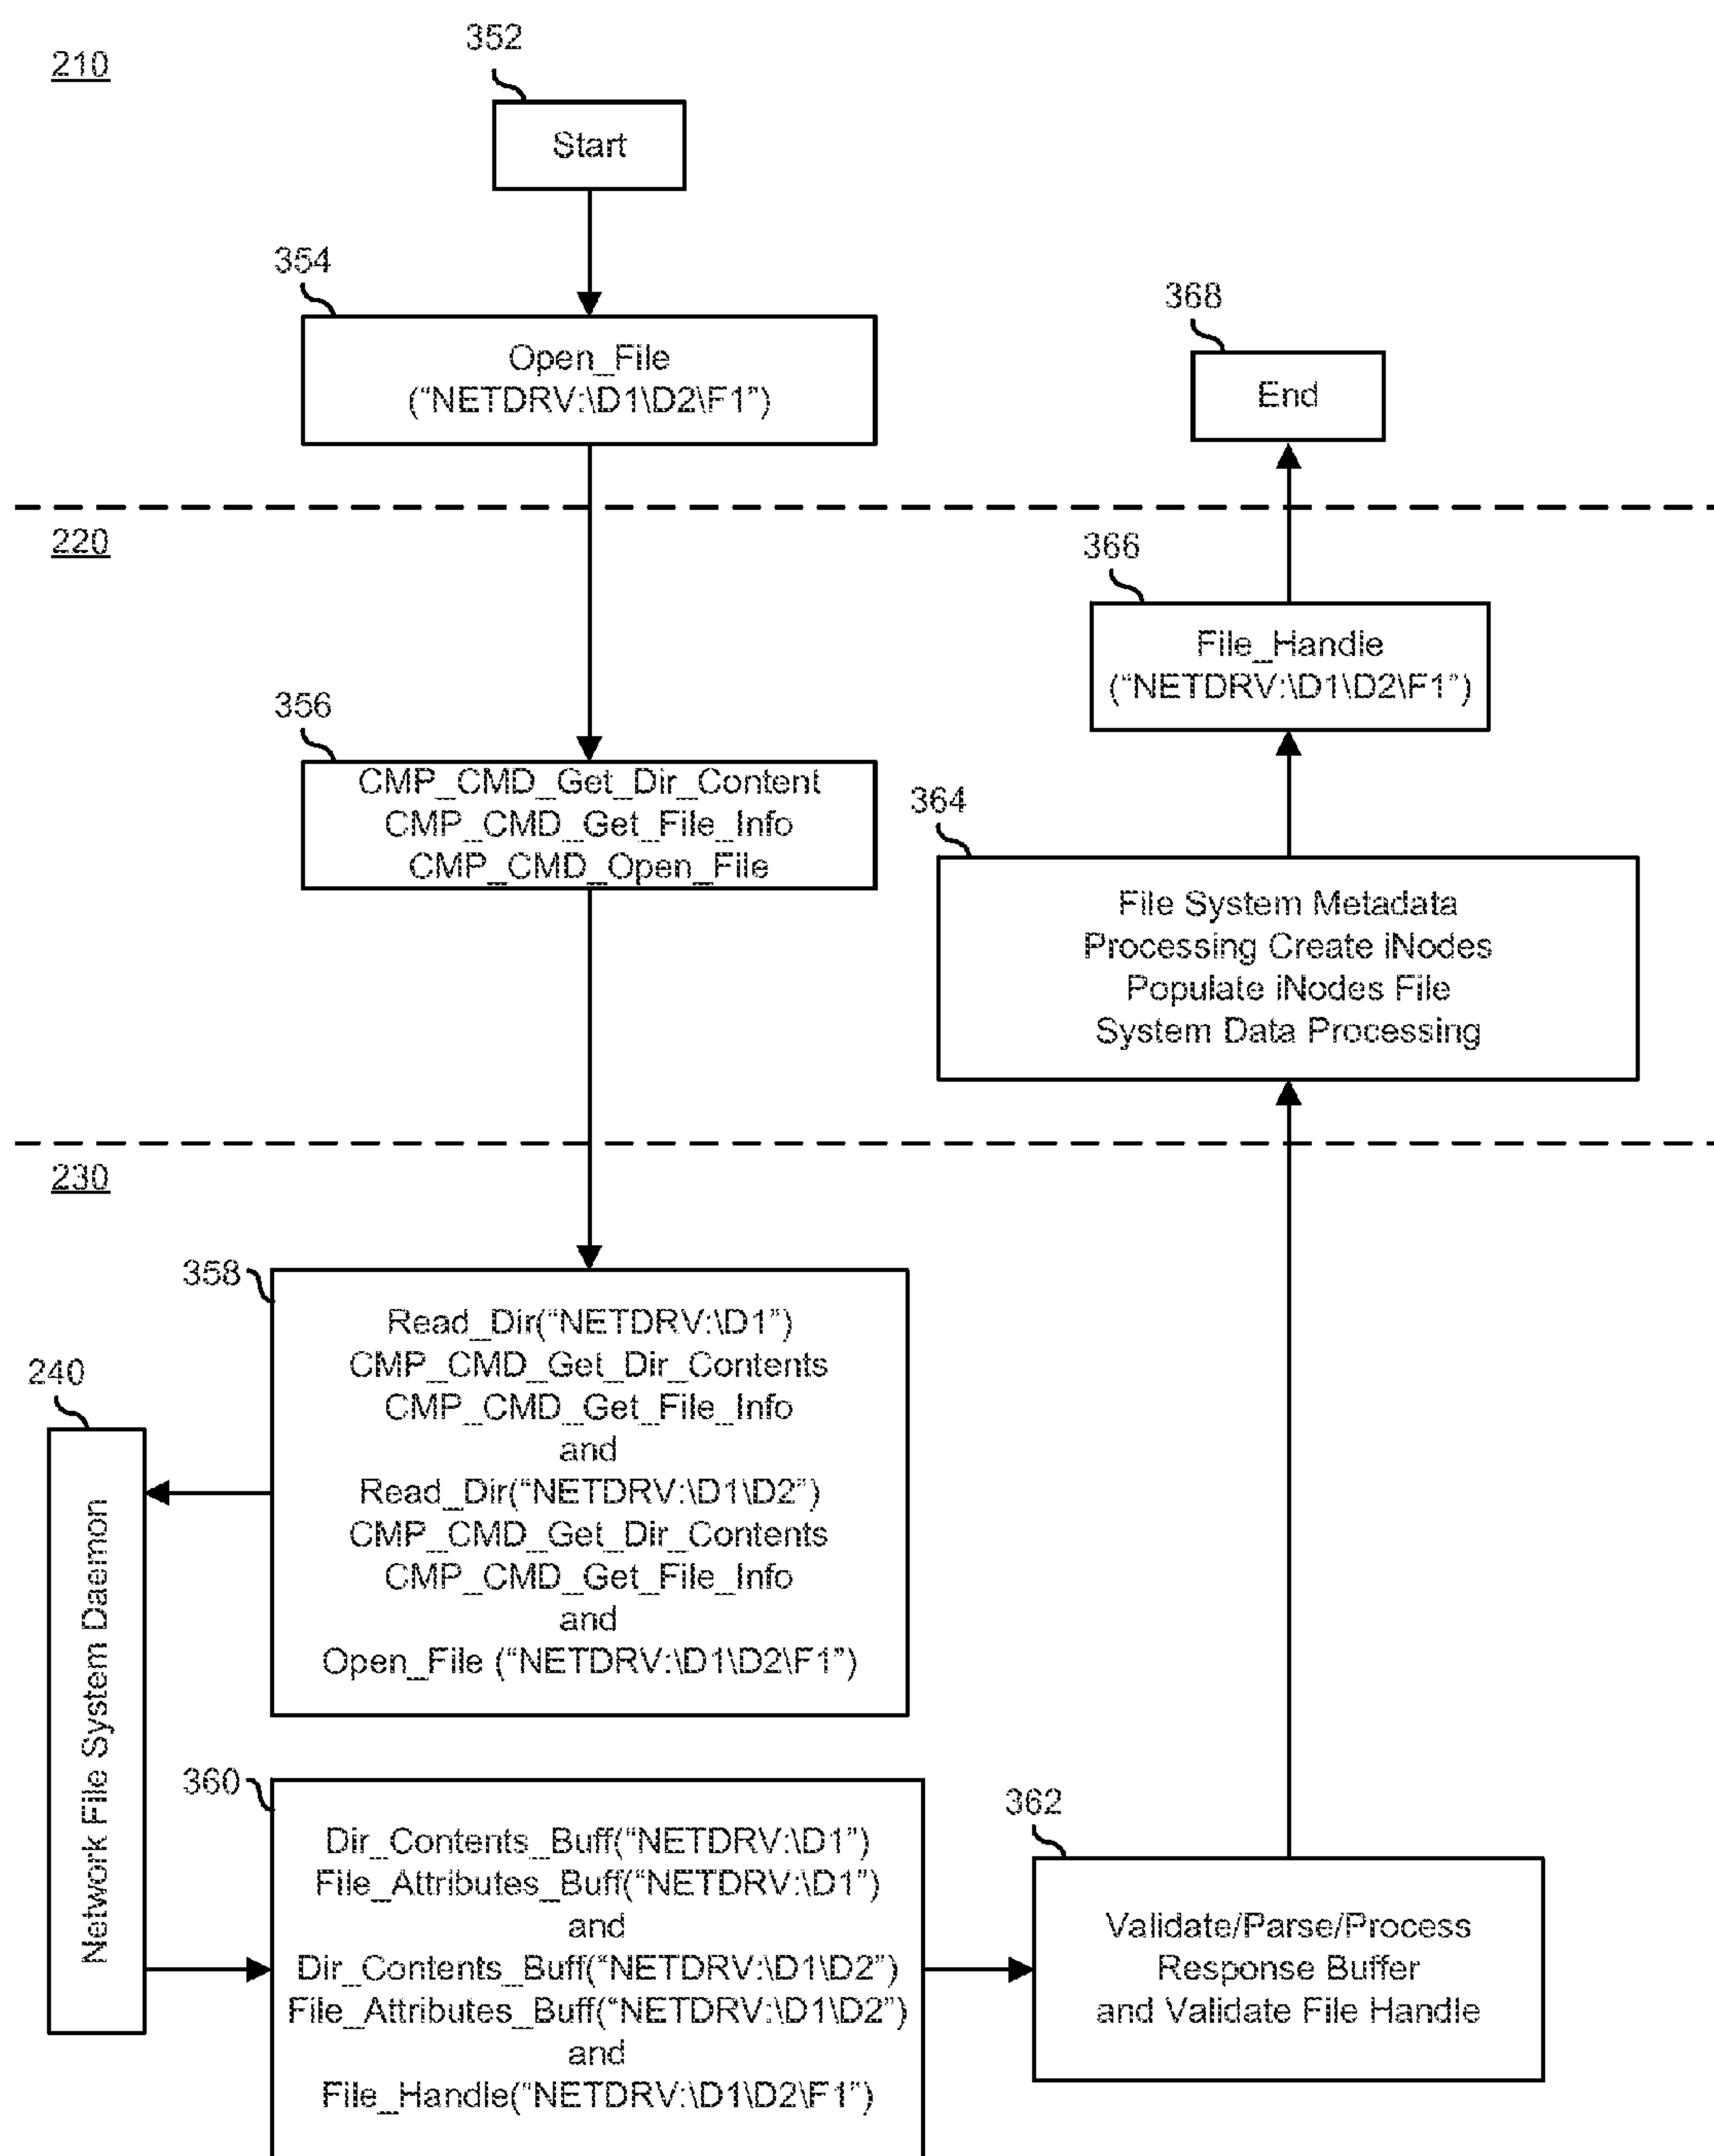 210
352
Start
354
Open_File
("NETDRV:\D1\D2\F1")
368
End
220
366
File_Handle
("NETDRV:\D1\D2\F1")
356
CMP_CMD_Get_Dir_Content
CMP_CMD_Get_File_Info
CMP_CMD_Open_File
364
File System Metadata
Processing Create iNodes
Populate iNodes File
System Data Processing
230
358
Read_Dir("NETDRV:\D1")
CMP_CMD_Get_Dir_Contents
CMP_CMD_Get_File_Info
and
Read_Dir("NETDRV:\D1\D2")
CMP_CMD_Get_Dir_Contents
CMP_CMD_Get_File_Info
and
Open_File ("NETDRV:\D1\D2\F1")
240
Network File System Daemon
360
Dir_Contents_Buff("NETDRV:\D1")
File_Attributes_Buff("NETDRV:\D1")
and
Dir_Contents_Buff("NETDRV:\D1\D2")
File_Attributes_Buff("NETDRV:\D1\D2")
and
File_Handle("NETDRV:\D1\D2\F1")
362
Validate/Parse/Process
Response Buffer
and Validate File Handle